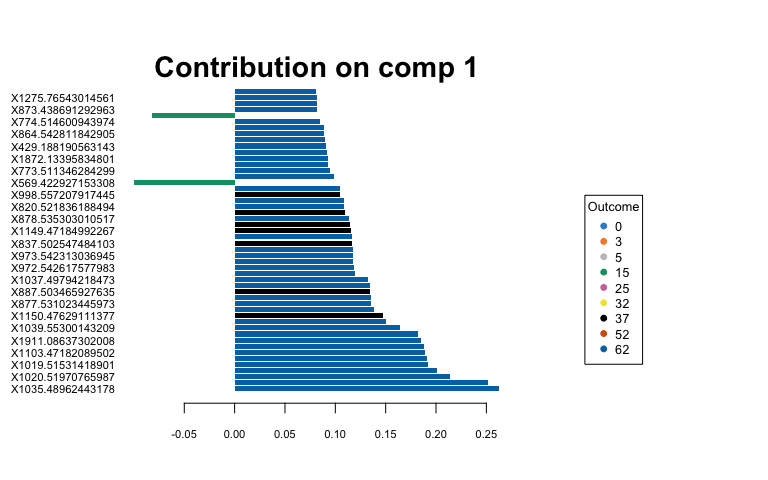 Contribution on comp 1
X1275.76543014561
X873.438691292963
X774.514600943974
X864.542811842905
X429.188190563143
X1872.13395834801
X773.511346284299
X569.422927153308
X998.557207917445
X820.521836188494
X878.535303010517
X1149.47184992267
X837.502547484103
X973.542313036945
X972.542617577983
X1037.49794218473
X887.503465927635
X877.531023445973
X1150.47629111377
X1039.55300143209
X1911.08637302008
X1103.47182089502
X1019.51531418901
X1020.51970765987
X1035.48962443178
-0.05 0.00 0.05 0.10 0.15 0.20 0.25
Outcome
0
3
5
15
25
32
37
52
62